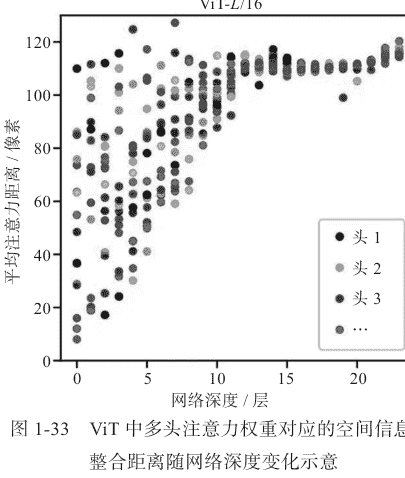 ViT-L/16
120
100
80
60
40
20
0
平均注意力距离 / 像素
头 1
头 2
头 3
…
0 5 10 15 20
网络深度 / 层
图 1-33 ViT 中多头注意力权重对应的空间信息
整合距离随网络深度变化示意